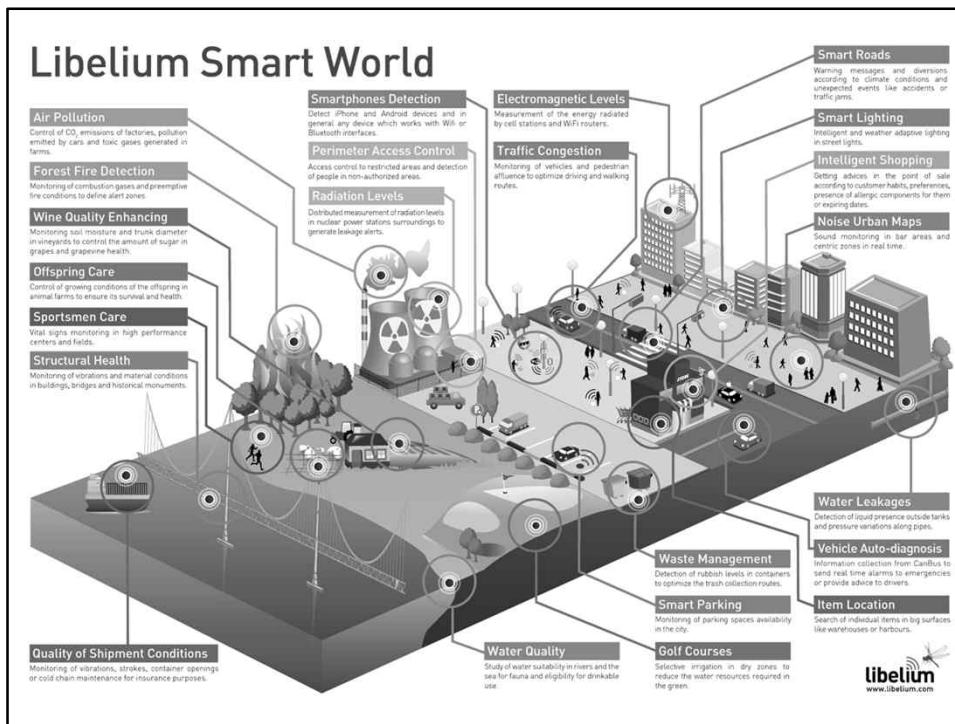 Libelium Smart World
Air Pollution
Control of CO₂ emissions of factories, pollution
emitted by cars and toxic gases generated in
farms.
Forest Fire Detection
Monitoring of combustion gases and preemptive
fire conditions to define alert zones.
Wine Quality Enhancing
Monitoring soil moisture and trunk diameter
in vineyards to control the amount of sugar in
grapes and grapevine health.
Offspring Care
Control of growing conditions of the offspring in
animal farms to ensure its survival and health.
Sportsmen Care
Vital signs monitoring in high performance
centers and fields.
Structural Health
Monitoring of vibrations and material conditions
in buildings, bridges and historical monuments.
Quality of Shipment Conditions
Monitoring of vibrations, strokes, container openings
or cold chain maintenance for insurance purposes.
Smartphones Detection
Detect iPhone and Android devices and in
general any device which works with Wifi or
Bluetooth interfaces.
Perimeter Access Control
Access control to restricted areas and detection
of people in non-authorized areas.
Radiation Levels
Distributed measurement of radiation levels
in nuclear power stations surroundings to
generate leakage alerts.
Electromagnetic Levels
Measurement of the energy radiated
by cell stations and WiFi routers.
Traffic Congestion
Monitoring of vehicles and pedestrian
affluence to optimize driving and walking
routes.
Smart Roads
Warning messages and diversions
according to climate conditions and
unexpected events like accidents or
traffic jams.
Smart Lighting
Intelligent and weather adaptive lighting
in street lights.
Intelligent Shopping
Getting advices in the point of sale
according to customer habits, preferences,
presence of allergic components for them
or expiring dates.
Noise Urban Maps
Sound monitoring in bar areas and
centric zones in real time.
Water Leakages
Detection of liquid presence outside tanks
and pressure variations along pipes.
Vehicle Auto-diagnosis
Information collection from CanBus to
send real time alarms to emergencies
or provide advice to drivers.
Item Location
Search of individual items in big surfaces
like warehouses or harbours.
Waste Management
Detection of rubbish levels in containers
to optimize the trash collection routes.
Smart Parking
Monitoring of parking spaces availability
in the city.
Golf Courses
Selective irrigation in dry zones to
reduce the water resources required in
the green.
Water Quality
Study of water suitability in rivers and the
sea for fauna and eligibility for drinkable
use.
libelium
www.libelium.com